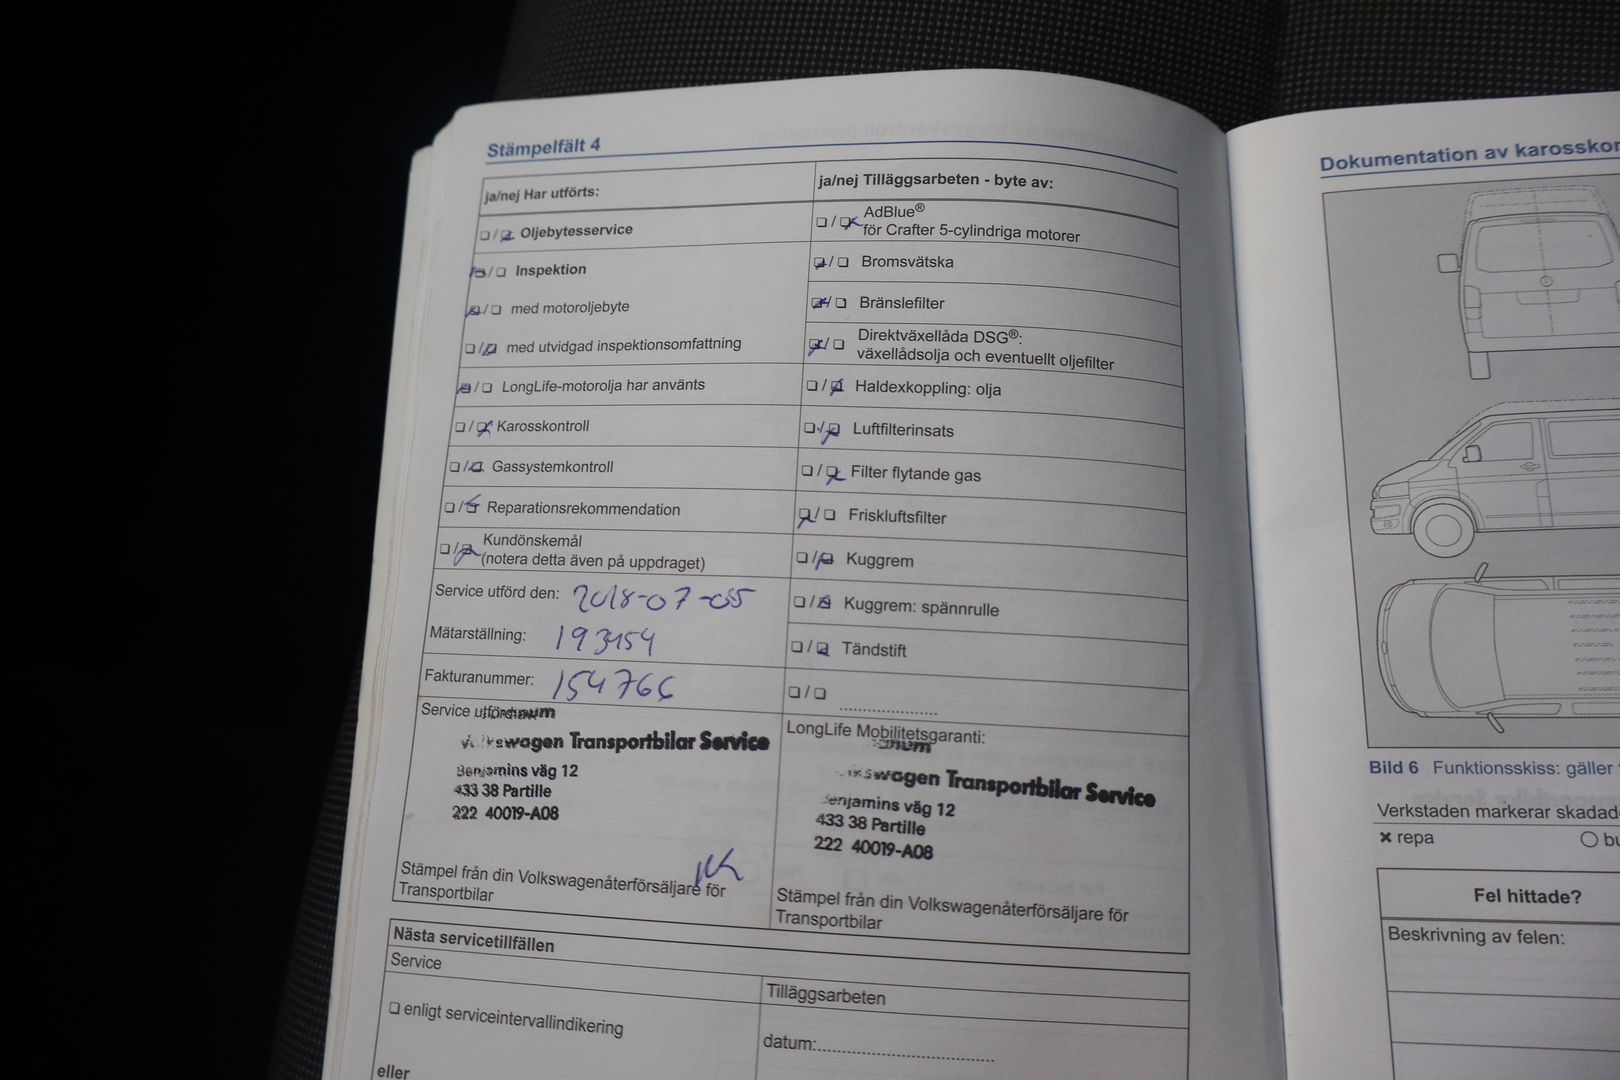 Stämpelfält 4
ja/nej Har utförts:
❏/❏ Oljebytesservice
❏/❏ Inspektion
❏/❏ med motoroljebyte
❏/❏ med utvidgad inspektionsomfattning
❏/❏ LongLife-motorolja har använts
❏/❏ Karosskontroll
❏/❏ Gassystemkontroll
❏/❏ Reparationsrekommendation
❏/❏ Kundönskemål
(notera detta även på uppdraget)
Service utförd den: 2018-07-05
Mätarställning: 193454
Fakturanummer: 154766
Service utförd
Volkswagen Transportbilar Service
Benjamins väg 12
433 38 Partille
222 40019-A08
Stämpel från din Volkswagenåterförsäljare för
Transportbilar
ja/nej Tilläggsarbeten - byte av:
❏/❏ AdBlue®
för Crafter 5-cylindriga motorer
❏/❏ Bromsvätska
❏/❏ Bränslefilter
❏/❏ Direktväxellåda DSG®:
växellådsolja och eventuellt oljefilter
❏/❏ Haldexkoppling: olja
❏/❏ Luftfilterinsats
❏/❏ Filter flytande gas
❏/❏ Friskluftsfilter
❏/❏ Kuggrem
❏/❏ Kuggrem: spännrulle
❏/❏ Tändstift
❏/❏ ....................
LongLife Mobilitetsgaranti:
Volkswagen Transportbilar Service
Benjamins väg 12
433 38 Partille
222 40019-A08
Stämpel från din Volkswagenåterförsäljare för
Transportbilar
Nästa servicetillfällen
Service
❏ enligt serviceintervallindikering
eller
Tilläggsarbeten
datum:....................
Dokumentation av karosskon
Bild 6 Funktionsskiss: gäller
Verkstaden markerar skadad
✖ repa
Fel hittade?
Beskrivning av felen: